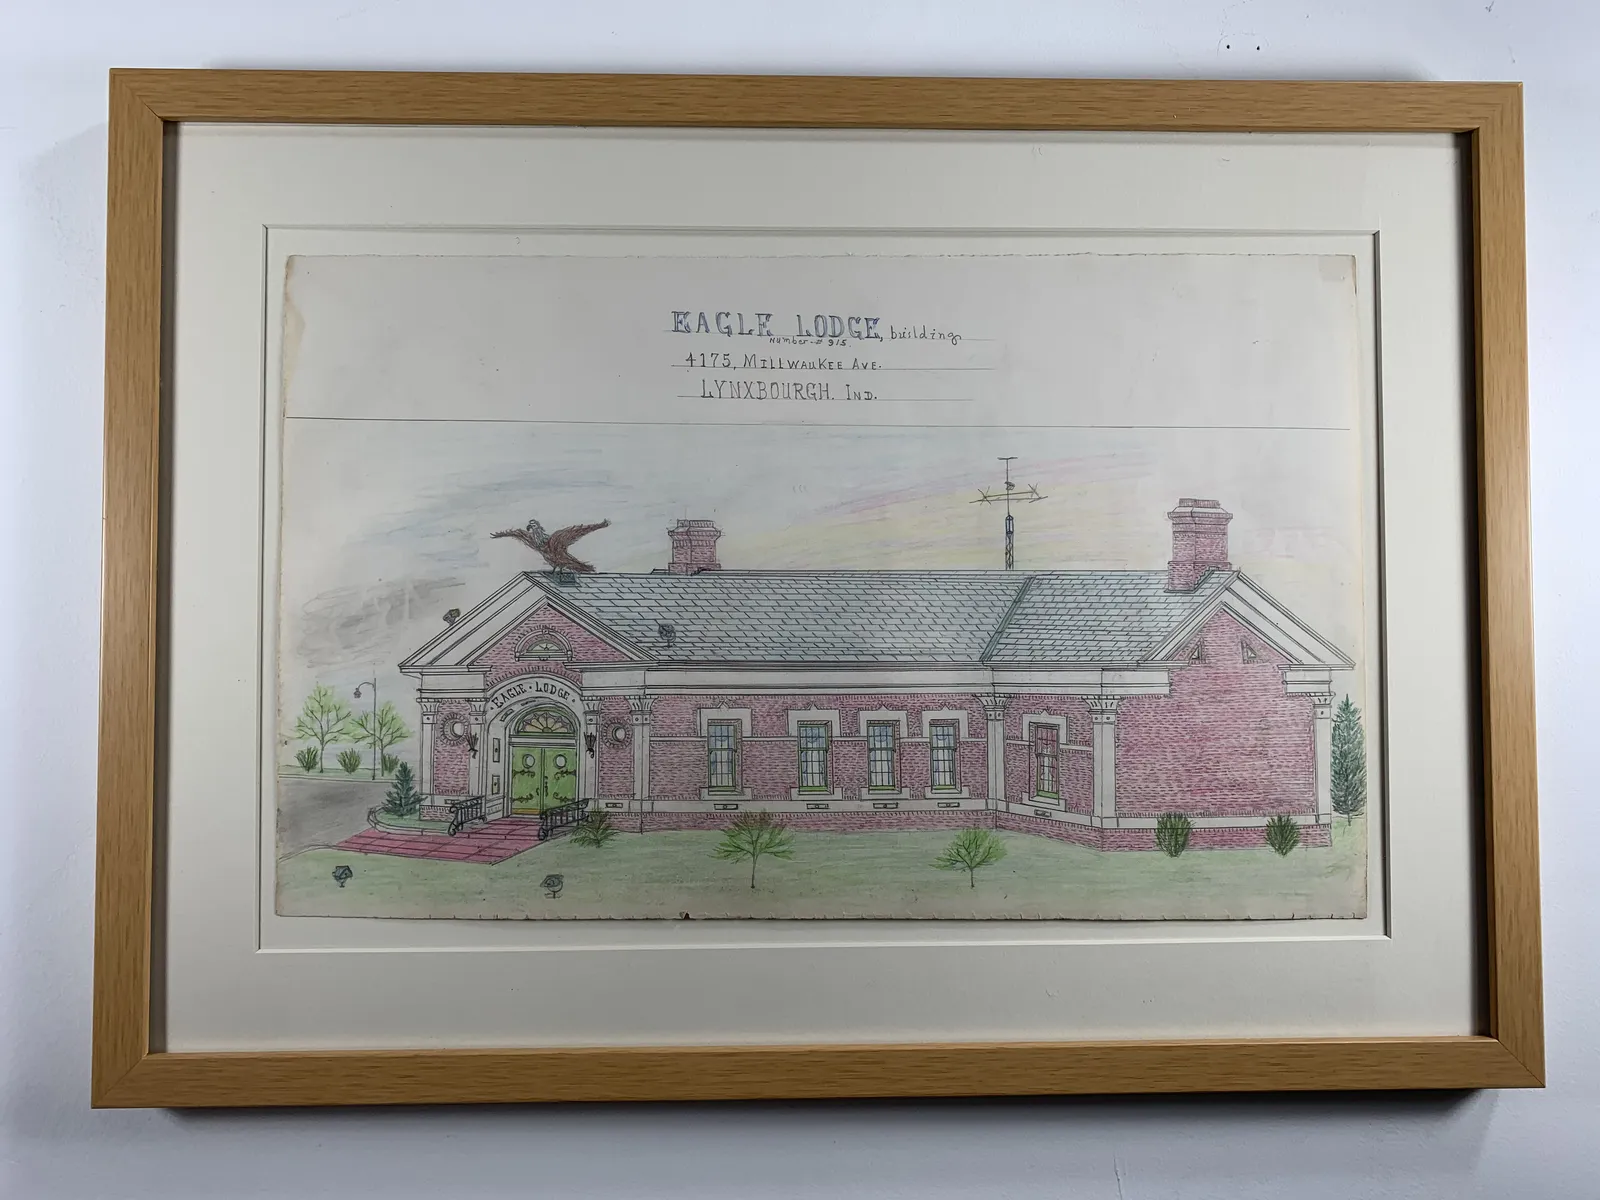 EAGLE LODGE, building
Number-# 915.
4175, MILLWAUKEE AVE.
LYNXBOURGH. IND.
EAGLE · LODGE